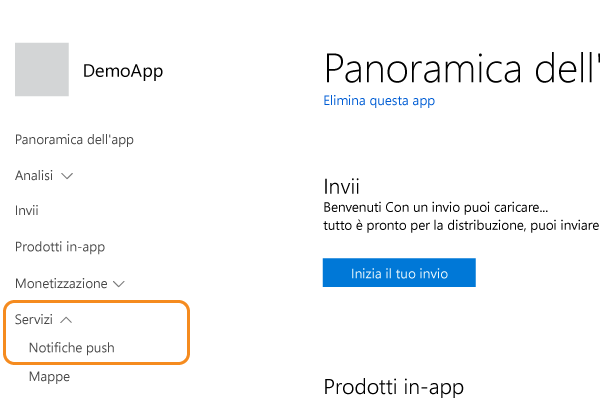 DemoApp
Panoramica dell'app
Analisi
Invii
Prodotti in-app
Monetizzazione
Servizi
Notifiche push
Mappe
Panoramica dell'
Elimina questa app
Invii
Benvenuti Con un invio puoi caricare...
tutto è pronto per la distribuzione, puoi inviare
Inizia il tuo invio
Prodotti in-app